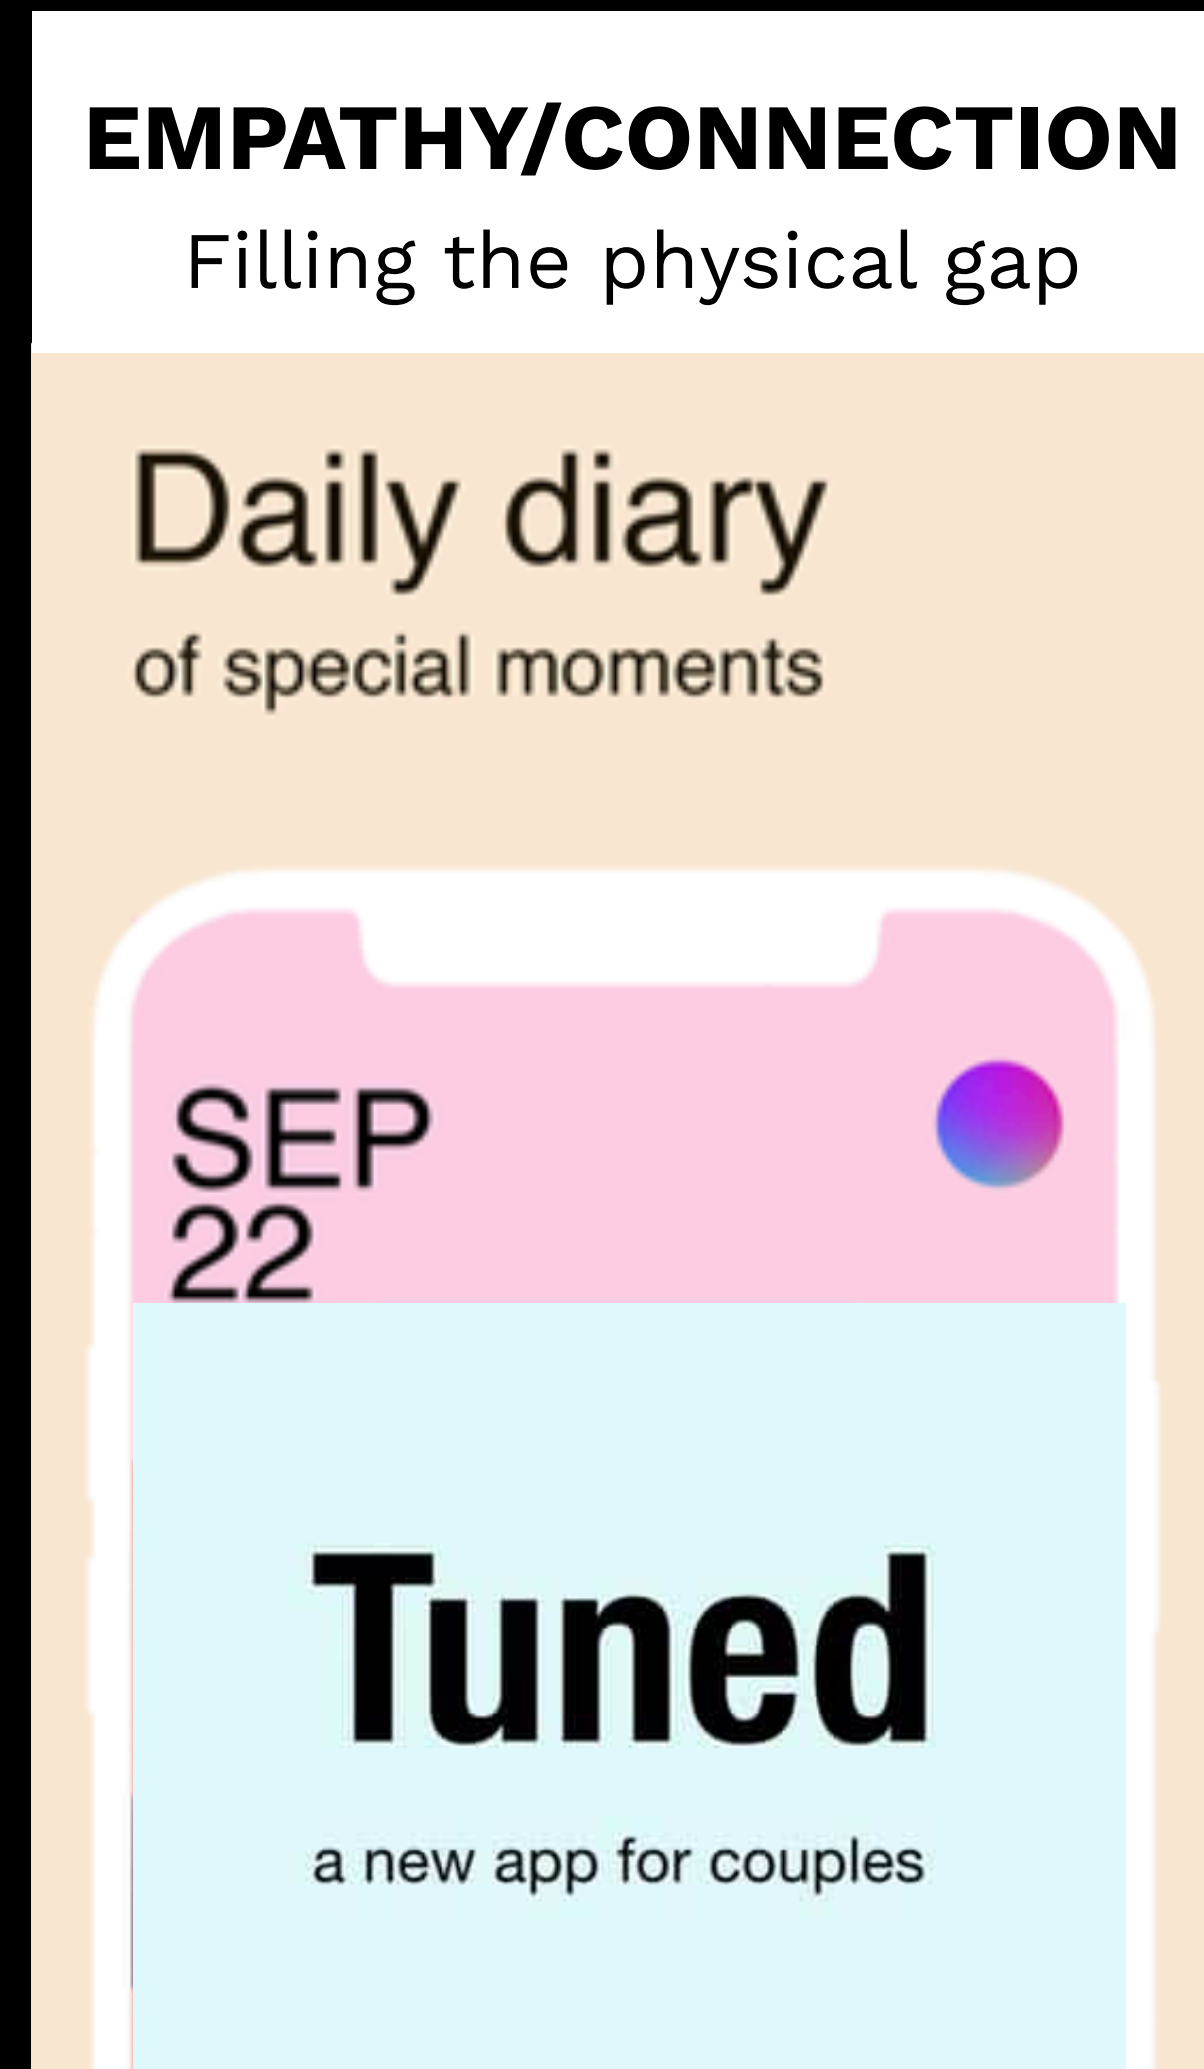 EMPATHY/CONNECTION
Filling the physical gap
Daily diary
of special moments
SEP
22
Tuned
a new app for couples